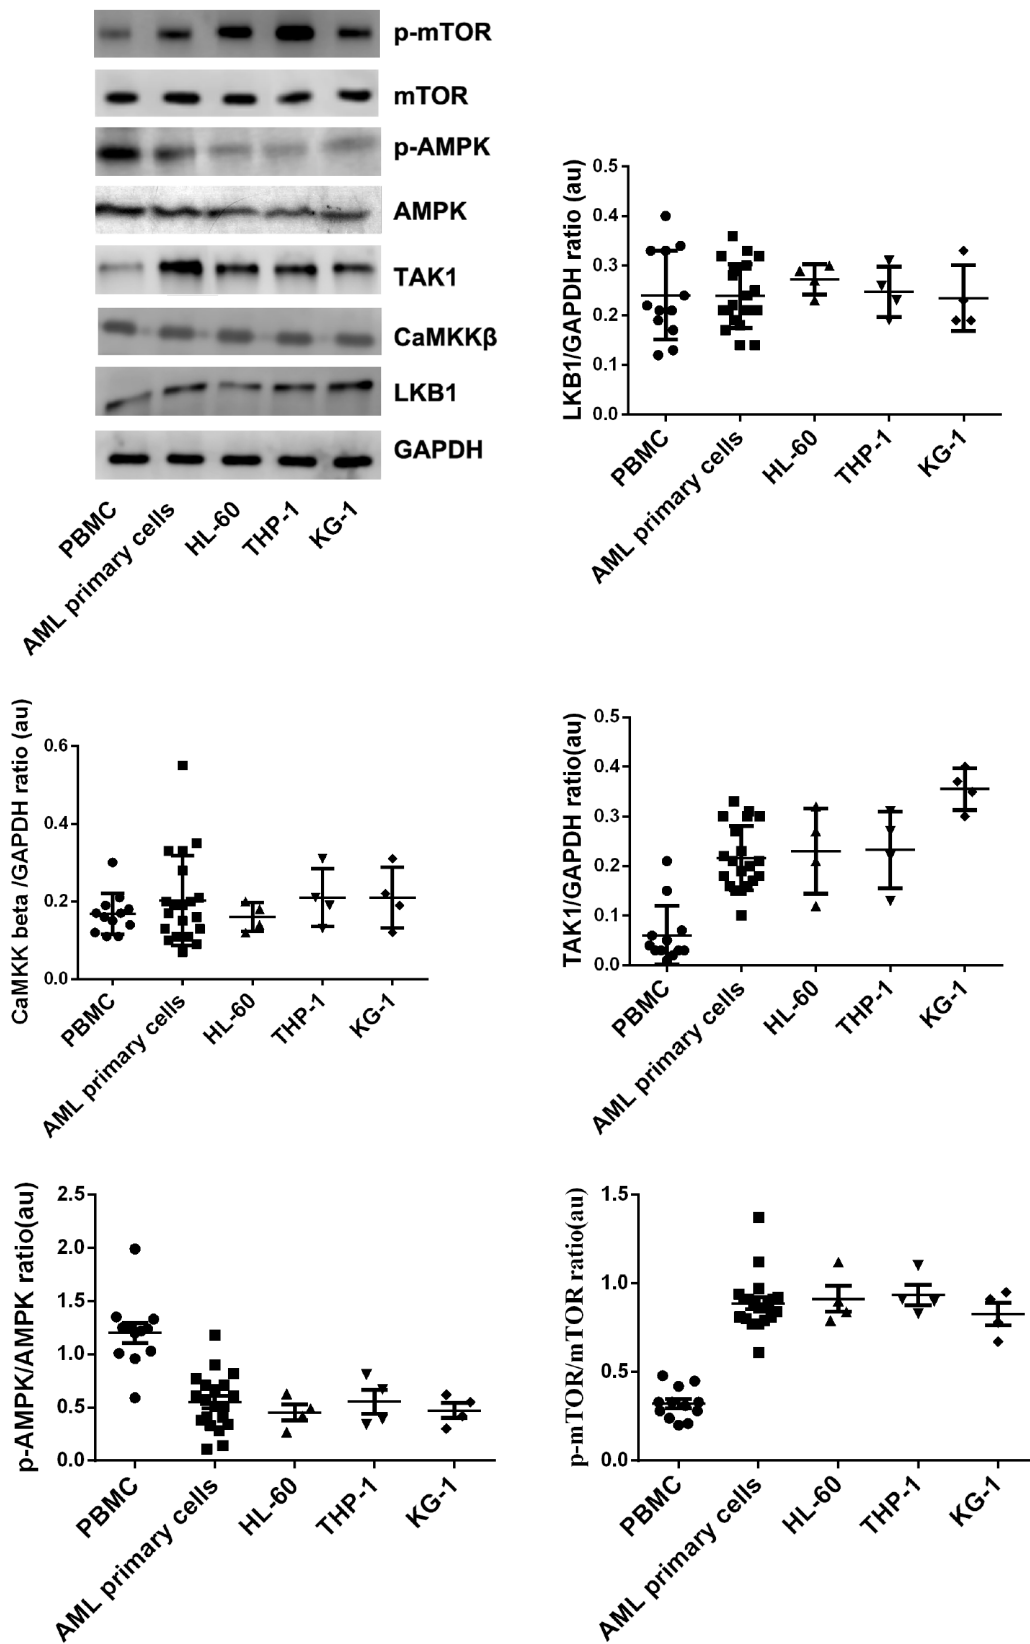 p-mTOR
mTOR
p-AMPK
AMPK
TAK1
CaMKKβ
LKB1
GAPDH
PBMC
AML primary cells
HL-60
THP-1
KG-1
LKB1/GAPDH ratio (au)
0.5
0.4
0.3
0.2
0.1
0.0
PBMC
AML primary cells
HL-60
THP-1
KG-1
CaMKK beta /GAPDH ratio (au)
0.6
0.4
0.2
0.0
PBMC
AML primary cells
HL-60
THP-1
KG-1
TAK1/GAPDH ratio(au)
0.5
0.4
0.3
0.2
0.1
0.0
PBMC
AML primary cells
HL-60
THP-1
KG-1
p-AMPK/AMPK ratio(au)
2.5
2.0
1.5
1.0
0.5
0.0
PBMC
AML primary cells
HL-60
THP-1
KG-1
p-mTOR/mTOR ratio(au)
1.5
1.0
0.5
0.0
PBMC
AML primary cells
HL-60
THP-1
KG-1